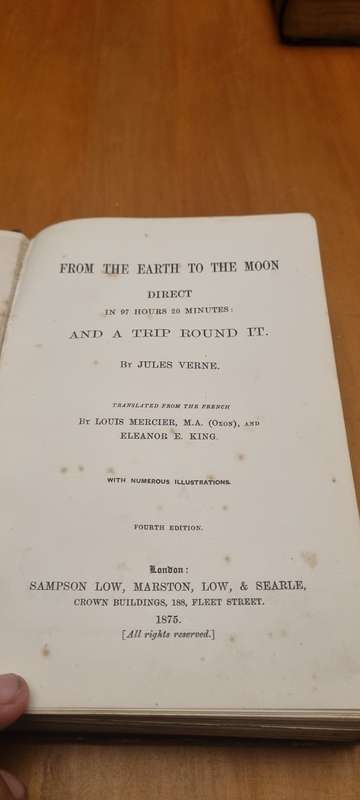 FROM THE EARTH TO THE MOON
DIRECT
IN 97 HOURS 20 MINUTES:
AND A TRIP ROUND IT.
BY JULES VERNE.
TRANSLATED FROM THE FRENCH
BY LOUIS MERCIER, M.A. (OXON), AND
ELEANOR E. KING.
WITH NUMEROUS ILLUSTRATIONS.
FOURTH EDITION.
London:
SAMPSON LOW, MARSTON, LOW, & SEARLE,
CROWN BUILDINGS, 188, FLEET STREET.
1875.
[All rights reserved.]